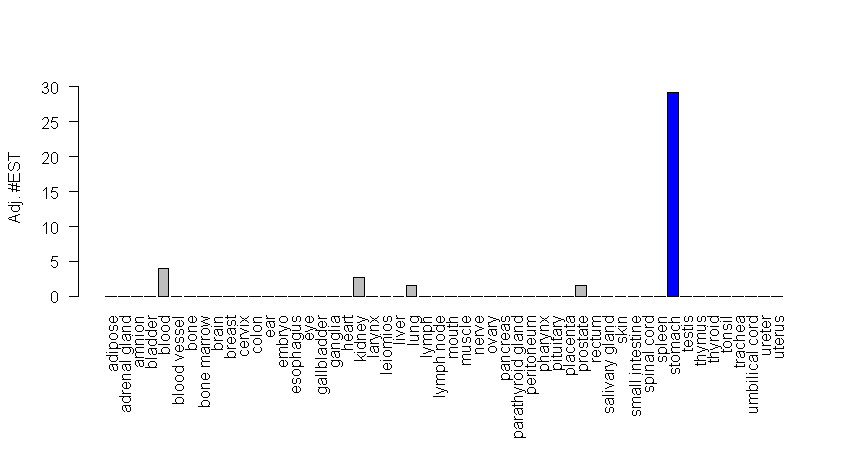 Adj. #EST
30
25
20
15
10
5
0
adipose
adrenal gland
amnion
bladder
blood
blood vessel
bone
bone marrow
brain
breast
cervix
colon
ear
embryo
esophagus
eye
gallbladder
ganglia
heart
kidney
larynx
leiomios
liver
lung
lymph
lymph node
mouth
muscle
nerve
ovary
pancreas
parathyroid gland
peritoneum
pharynx
pituitary
placenta
prostate
rectum
salivary gland
skin
small intestine
spinal cord
spleen
stomach
testis
thymus
thyroid
tonsil
trachea
umbilical cord
ureter
uterus